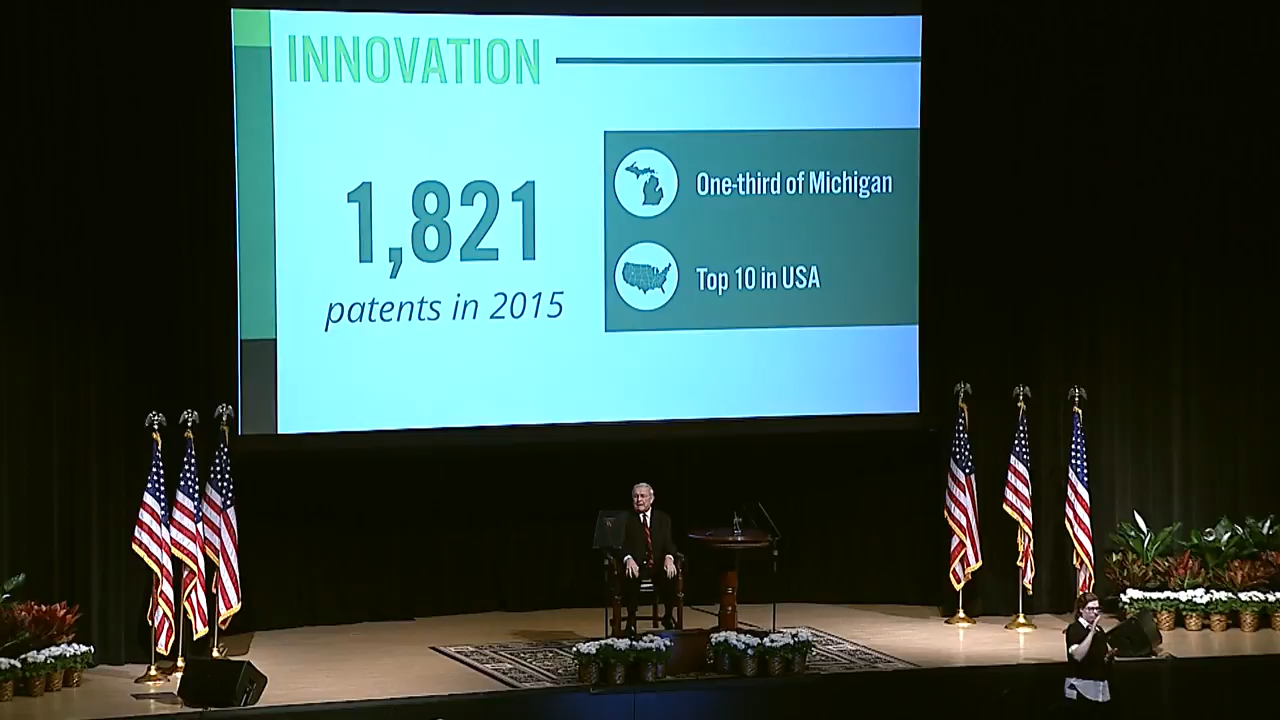 INNOVATION
1,821
patents in 2015
One-third of Michigan
Top 10 in USA